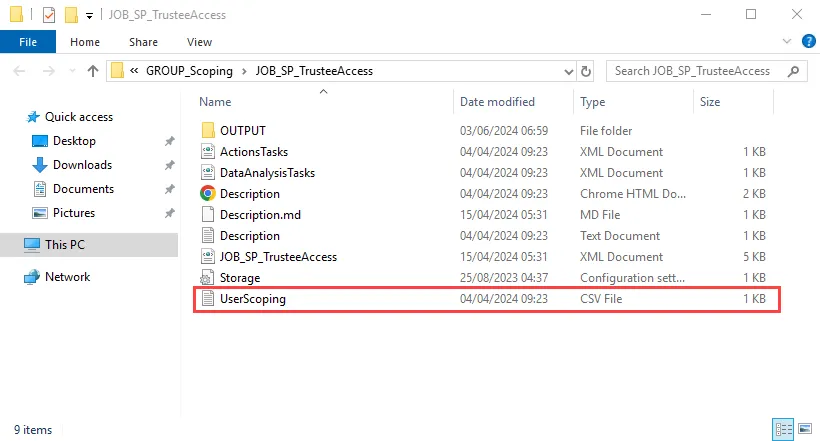 JOB_SP_TrusteeAccess
File Home Share View
« GROUP_Scoping > JOB_SP_TrusteeAccess Search JOB_SP_TrusteeAccess
Name Date modified Type Size
Quick access
Desktop
Downloads
Documents
Pictures
This PC
Network
OUTPUT 03/06/2024 06:59 File folder
ActionsTasks 04/04/2024 09:23 XML Document 1 KB
DataAnalysisTasks 04/04/2024 09:23 XML Document 1 KB
Description 04/04/2024 09:23 Chrome HTML Do... 2 KB
Description.md 15/04/2024 05:31 MD File 1 KB
Description 04/04/2024 09:23 Text Document 1 KB
JOB_SP_TrusteeAccess 15/04/2024 05:31 XML Document 5 KB
Storage 25/08/2023 04:37 Configuration sett... 1 KB
UserScoping 04/04/2024 09:23 CSV File 1 KB
9 items